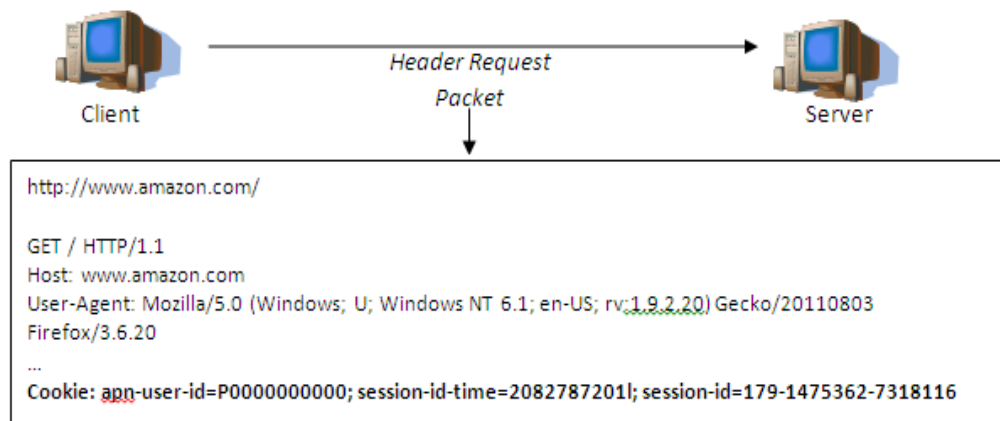 Header Request
Packet
Client
Server
http://www.amazon.com/
GET / HTTP/1.1
Host: www.amazon.com
User-Agent: Mozilla/5.0 (Windows; U; Windows NT 6.1; en-US; rv:1.9.2.20) Gecko/20110803
Firefox/3.6.20
...
Cookie: apn-user-id=P0000000000; session-id-time=2082787201l; session-id=179-1475362-7318116